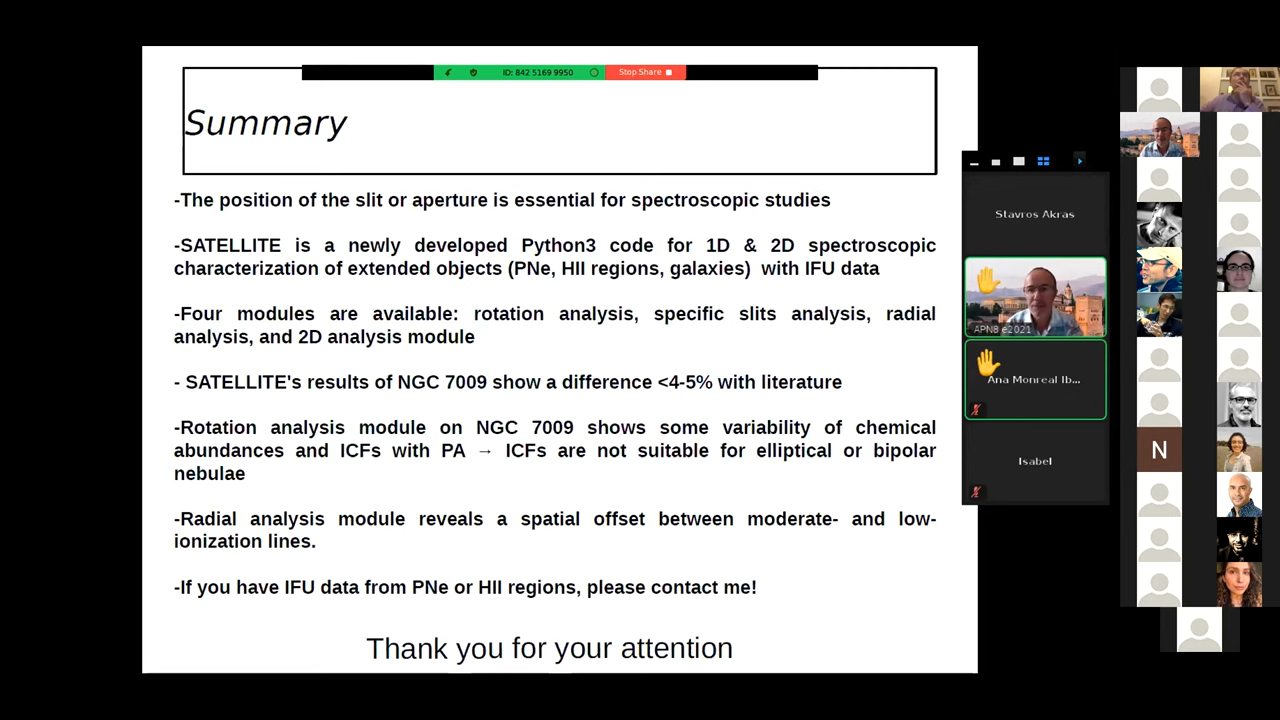 ID: 842 5169 9950
Stop Share
Summary
-The position of the slit or aperture is essential for spectroscopic studies
-SATELLITE is a newly developed Python3 code for 1D & 2D spectroscopic
characterization of extended objects (PNe, HII regions, galaxies) with IFU data
-Four modules are available: rotation analysis, specific slits analysis, radial
analysis, and 2D analysis module
- SATELLITE's results of NGC 7009 show a difference <4-5% with literature
-Rotation analysis module on NGC 7009 shows some variability of chemical
abundances and ICFs with PA → ICFs are not suitable for elliptical or bipolar
nebulae
-Radial analysis module reveals a spatial offset between moderate- and low-
ionization lines.
-If you have IFU data from PNe or HII regions, please contact me!
Thank you for your attention
Stavros Akras
APN8 e2021
Ana Monreal Ib...
Isabel
N